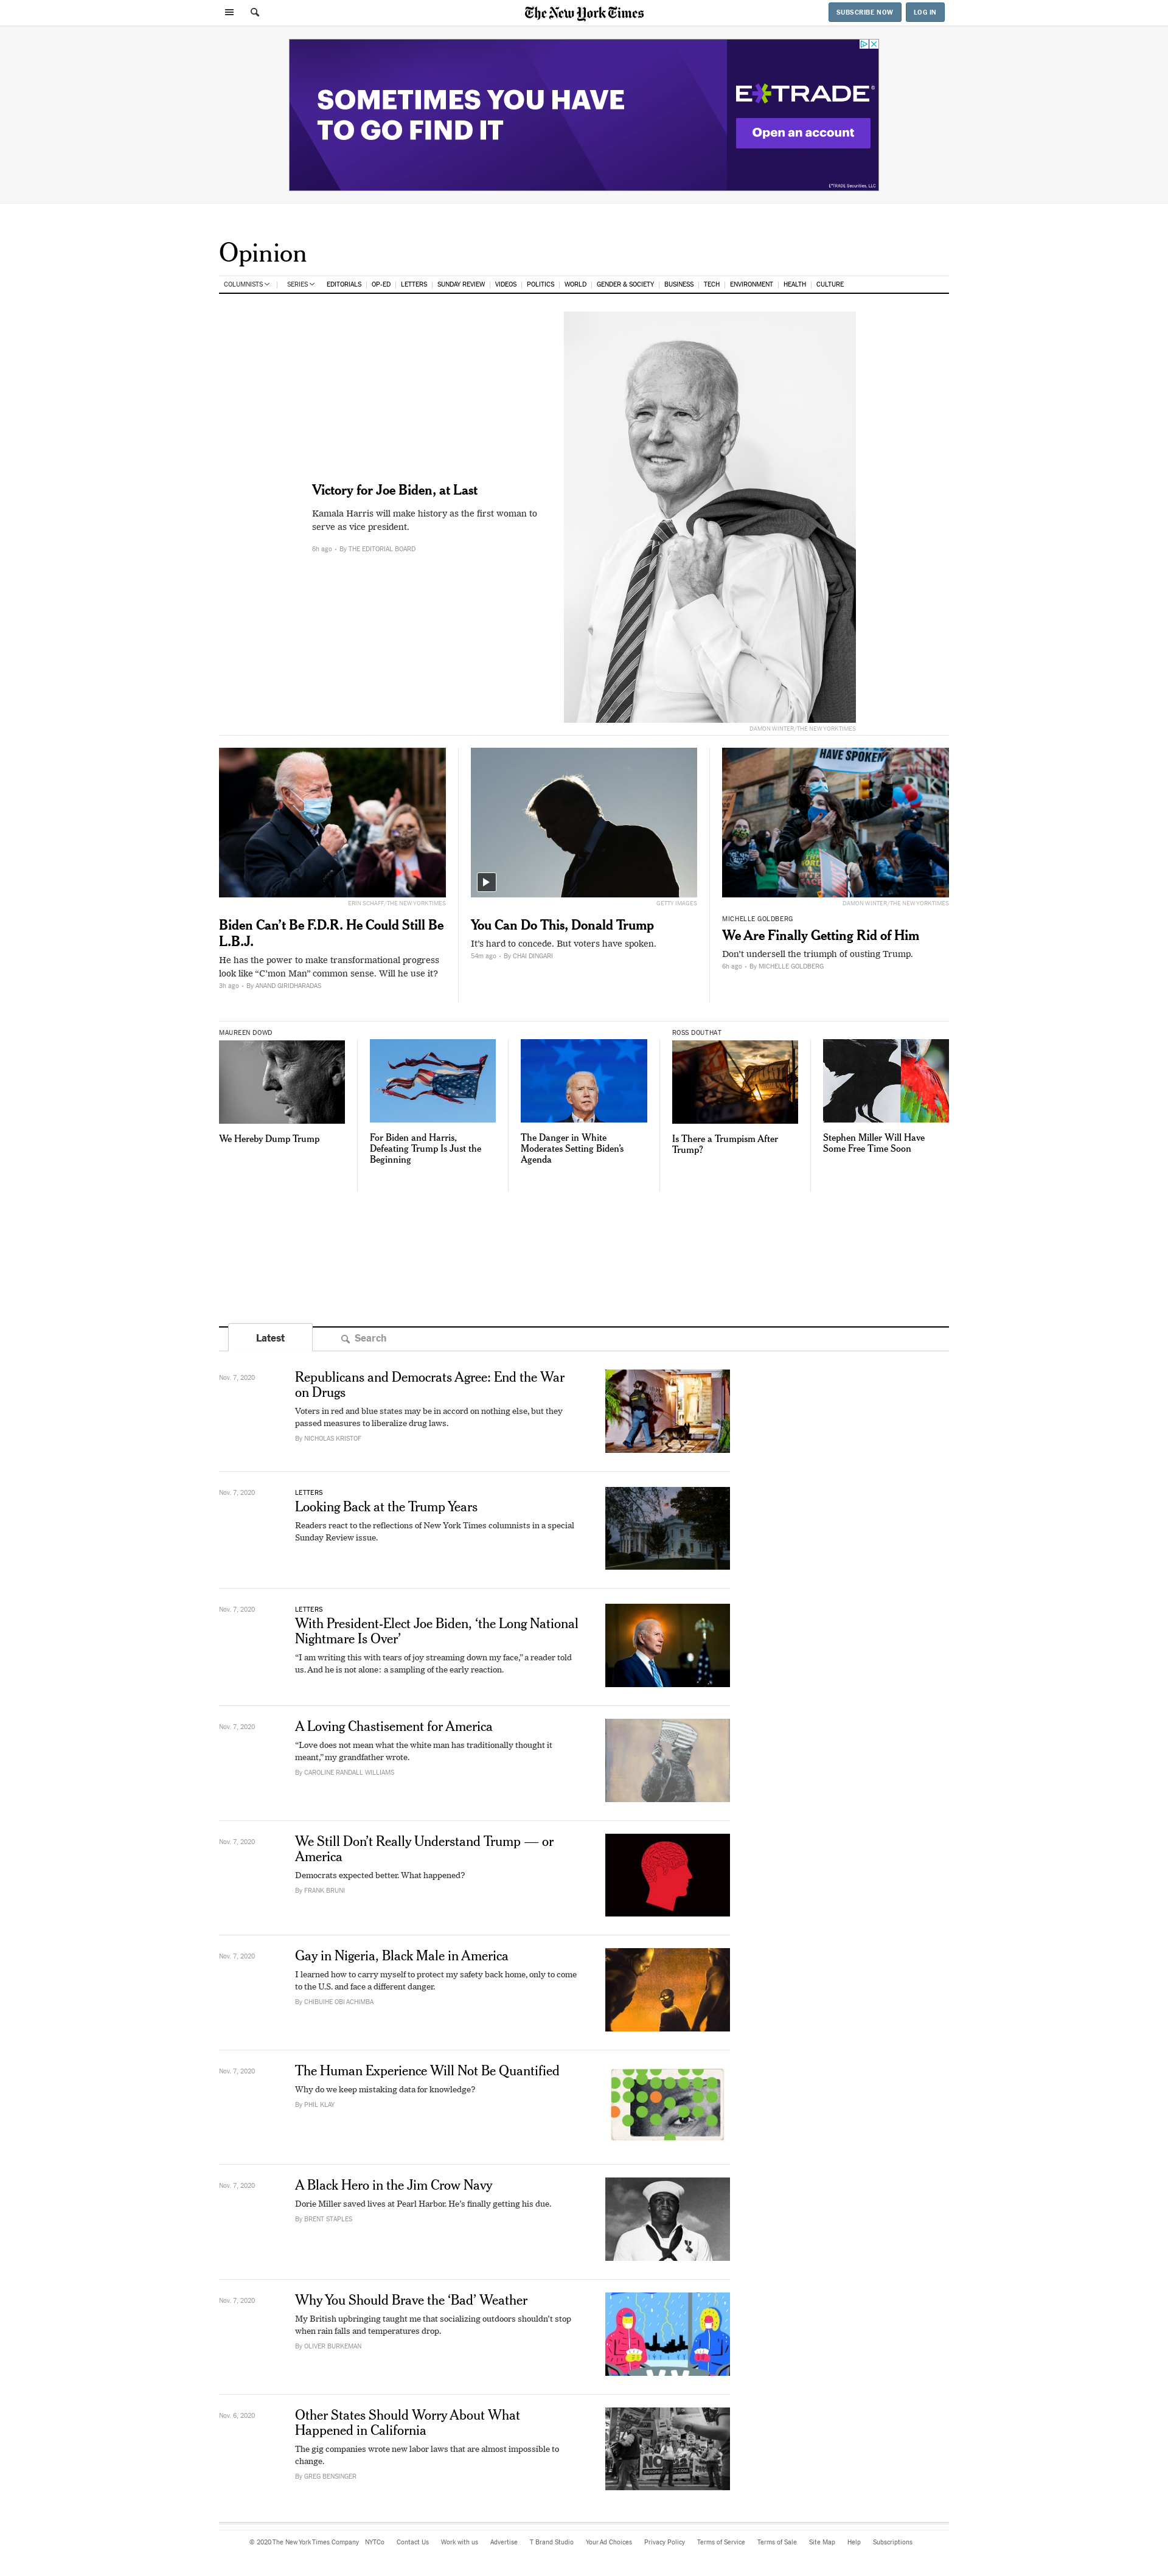 The New York Times
SUBSCRIBE NOW
LOG IN
SOMETIMES YOU HAVE
TO GO FIND IT
E*TRADE
Open an account
E*TRADE Securities, LLC
Opinion
COLUMNISTS
SERIES
EDITORIALS
OP-ED
LETTERS
SUNDAY REVIEW
VIDEOS
POLITICS
WORLD
GENDER & SOCIETY
BUSINESS
TECH
ENVIRONMENT
HEALTH
CULTURE
Victory for Joe Biden, at Last
Kamala Harris will make history as the first woman to
serve as vice president.
6h ago • By THE EDITORIAL BOARD
DAMON WINTER/THE NEW YORK TIMES
ERIN SCHAFF/THE NEW YORK TIMES
Biden Can’t Be F.D.R. He Could Still Be
L.B.J.
He has the power to make transformational progress
look like “C’mon Man” common sense. Will he use it?
3h ago • By ANAND GIRIDHARADAS
GETTY IMAGES
You Can Do This, Donald Trump
It’s hard to concede. But voters have spoken.
54m ago • By CHAI DINGARI
HAVE SPOKEN
DAMON WINTER/THE NEW YORK TIMES
MICHELLE GOLDBERG
We Are Finally Getting Rid of Him
Don’t undersell the triumph of ousting Trump.
6h ago • By MICHELLE GOLDBERG
MAUREEN DOWD
We Hereby Dump Trump
For Biden and Harris,
Defeating Trump Is Just the
Beginning
The Danger in White
Moderates Setting Biden’s
Agenda
ROSS DOUTHAT
Is There a Trumpism After
Trump?
Stephen Miller Will Have
Some Free Time Soon
Latest
Search
Nov. 7, 2020
Republicans and Democrats Agree: End the War
on Drugs
Voters in red and blue states may be in accord on nothing else, but they
passed measures to liberalize drug laws.
By NICHOLAS KRISTOF
Nov. 7, 2020
LETTERS
Looking Back at the Trump Years
Readers react to the reflections of New York Times columnists in a special
Sunday Review issue.
Nov. 7, 2020
LETTERS
With President-Elect Joe Biden, ‘the Long National
Nightmare Is Over’
“I am writing this with tears of joy streaming down my face,” a reader told
us. And he is not alone: a sampling of the early reaction.
Nov. 7, 2020
A Loving Chastisement for America
“Love does not mean what the white man has traditionally thought it
meant,” my grandfather wrote.
By CAROLINE RANDALL WILLIAMS
Nov. 7, 2020
We Still Don’t Really Understand Trump — or
America
Democrats expected better. What happened?
By FRANK BRUNI
Nov. 7, 2020
Gay in Nigeria, Black Male in America
I learned how to carry myself to protect my safety back home, only to come
to the U.S. and face a different danger.
By CHIBUIHE OBI ACHIMBA
Nov. 7, 2020
The Human Experience Will Not Be Quantified
Why do we keep mistaking data for knowledge?
By PHIL KLAY
Nov. 7, 2020
A Black Hero in the Jim Crow Navy
Dorie Miller saved lives at Pearl Harbor. He’s finally getting his due.
By BRENT STAPLES
Nov. 7, 2020
Why You Should Brave the ‘Bad’ Weather
My British upbringing taught me that socializing outdoors shouldn’t stop
when rain falls and temperatures drop.
By OLIVER BURKEMAN
Nov. 6, 2020
Other States Should Worry About What
Happened in California
The gig companies wrote new labor laws that are almost impossible to
change.
By GREG BENSINGER
NO
© 2020 The New York Times Company
NYTCo
Contact Us
Work with us
Advertise
T Brand Studio
Your Ad Choices
Privacy Policy
Terms of Service
Terms of Sale
Site Map
Help
Subscriptions